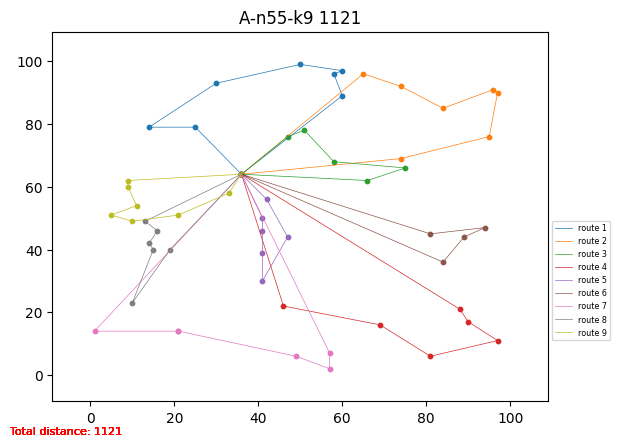 A-n55-k9 1121
100
80
60
40
20
0
0 20 40 60 80 100
route 1
route 2
route 3
route 4
route 5
route 6
route 7
route 8
route 9
Total distance: 1121